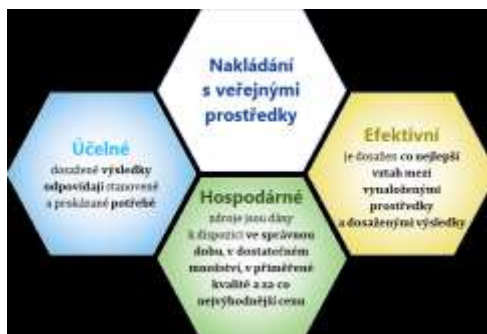 Nakládání
s veřejnými
prostředky
Účelné
dosažené výsledky
odpovídají stanovené
a prokázané potřebě
Efektivní
je dosažen co nejlepší
vztah mezi
vynaloženými
prostředky
a dosaženými výsledky
Hospodárné
zdroje jsou dány
k dispozici ve správnou
dobu, v dostatečném
množství, v přiměřené
kvalitě a za co
nejvýhodnější cenu